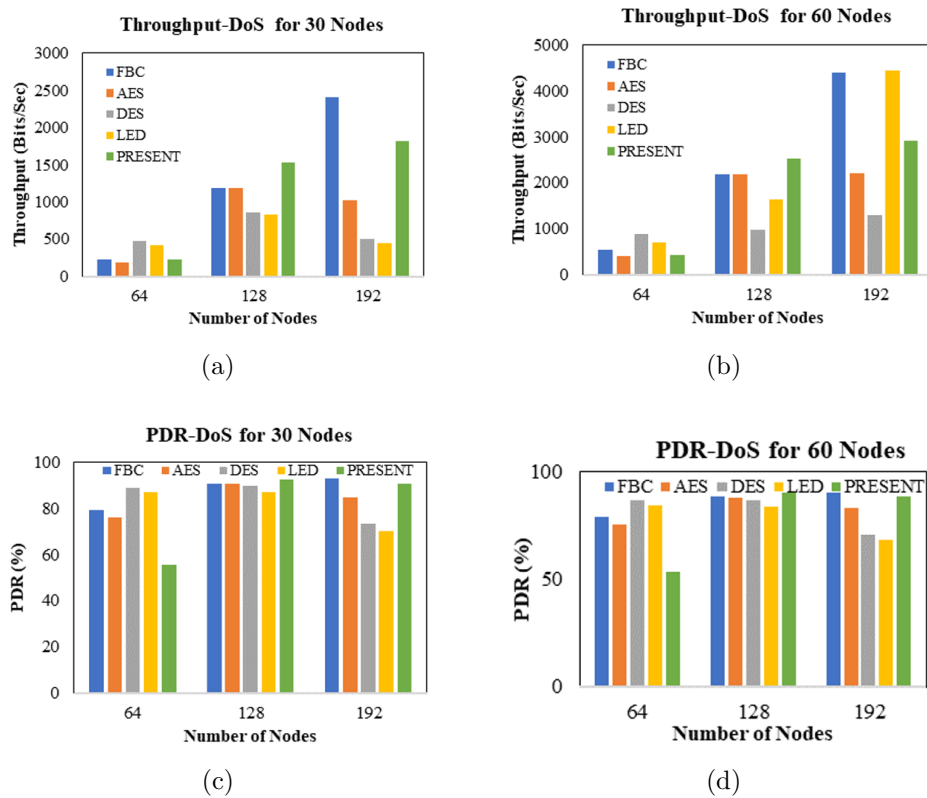 Throughput-DoS for 30 Nodes
Throughput (Bits/Sec)
3000
2500
2000
1500
1000
500
0
FBC
AES
DES
LED
PRESENT
64 128 192
Number of Nodes
(a)
Throughput-DoS for 60 Nodes
Throughput (Bits/Sec)
5000
4000
3000
2000
1000
0
FBC
AES
DES
LED
PRESENT
64 128 192
Number of Nodes
(b)
PDR-DoS for 30 Nodes
PDR (%)
100
80
60
40
20
0
FBC AES DES LED PRESENT
64 128 192
Number of Nodes
(c)
PDR-DoS for 60 Nodes
PDR (%)
100
50
0
FBC AES DES LED PRESENT
64 128 192
Number of Nodes
(d)